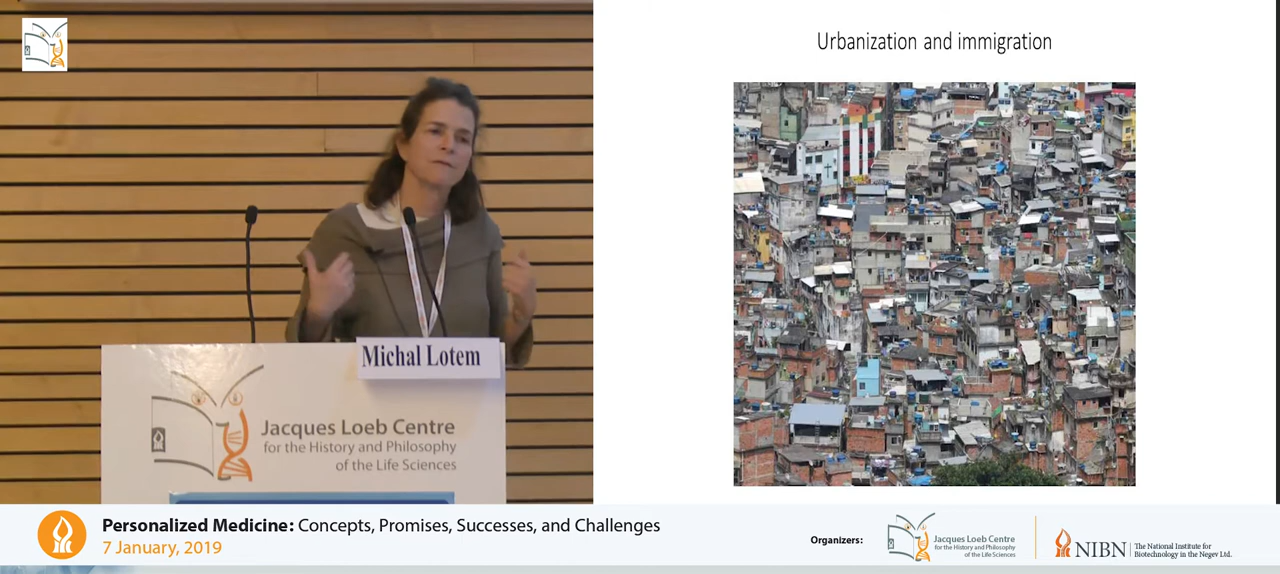 Urbanization and immigration
Michal Lotem
Jacques Loeb Centre
for the History and Philosophy
of the Life Sciences
Personalized Medicine: Concepts, Promises, Successes, and Challenges
7 January, 2019
Organizers:
Jacques Loeb Centre
for the History and Philosophy
of the Life Sciences
NIBN
The National Institute for
Biotechnology in the Negev Ltd.